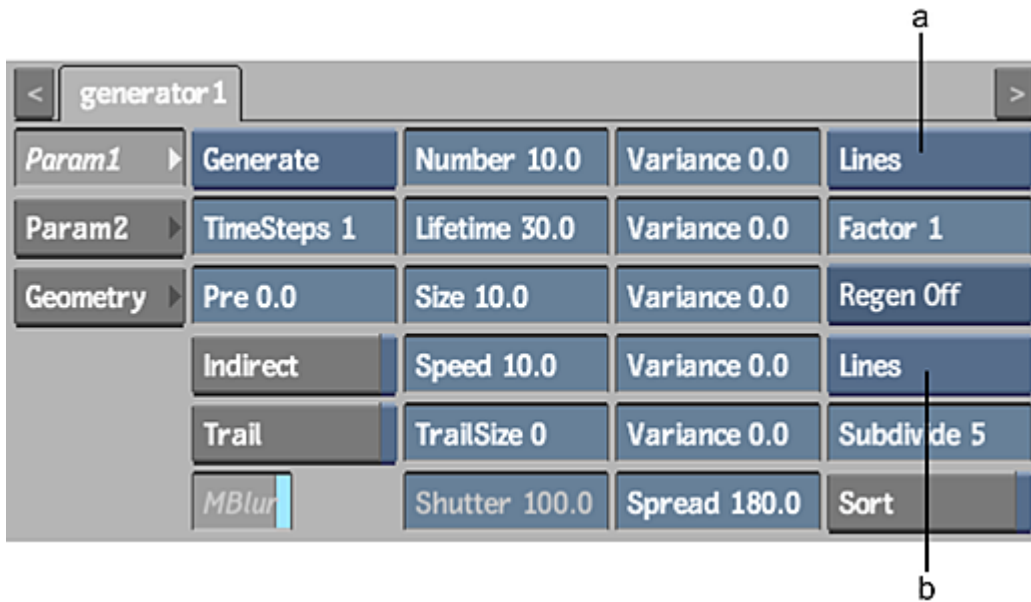 a
< generator1 >
Param1 Generate Number 10.0 Variance 0.0 Lines
Param2 TimeSteps 1 Lifetime 30.0 Variance 0.0 Factor 1
Geometry Pre 0.0 Size 10.0 Variance 0.0 Regen Off
Indirect Speed 10.0 Variance 0.0 Lines
Trail TrailSize 0 Variance 0.0 Subdivide 5
MBlur Shutter 100.0 Spread 180.0 Sort
b